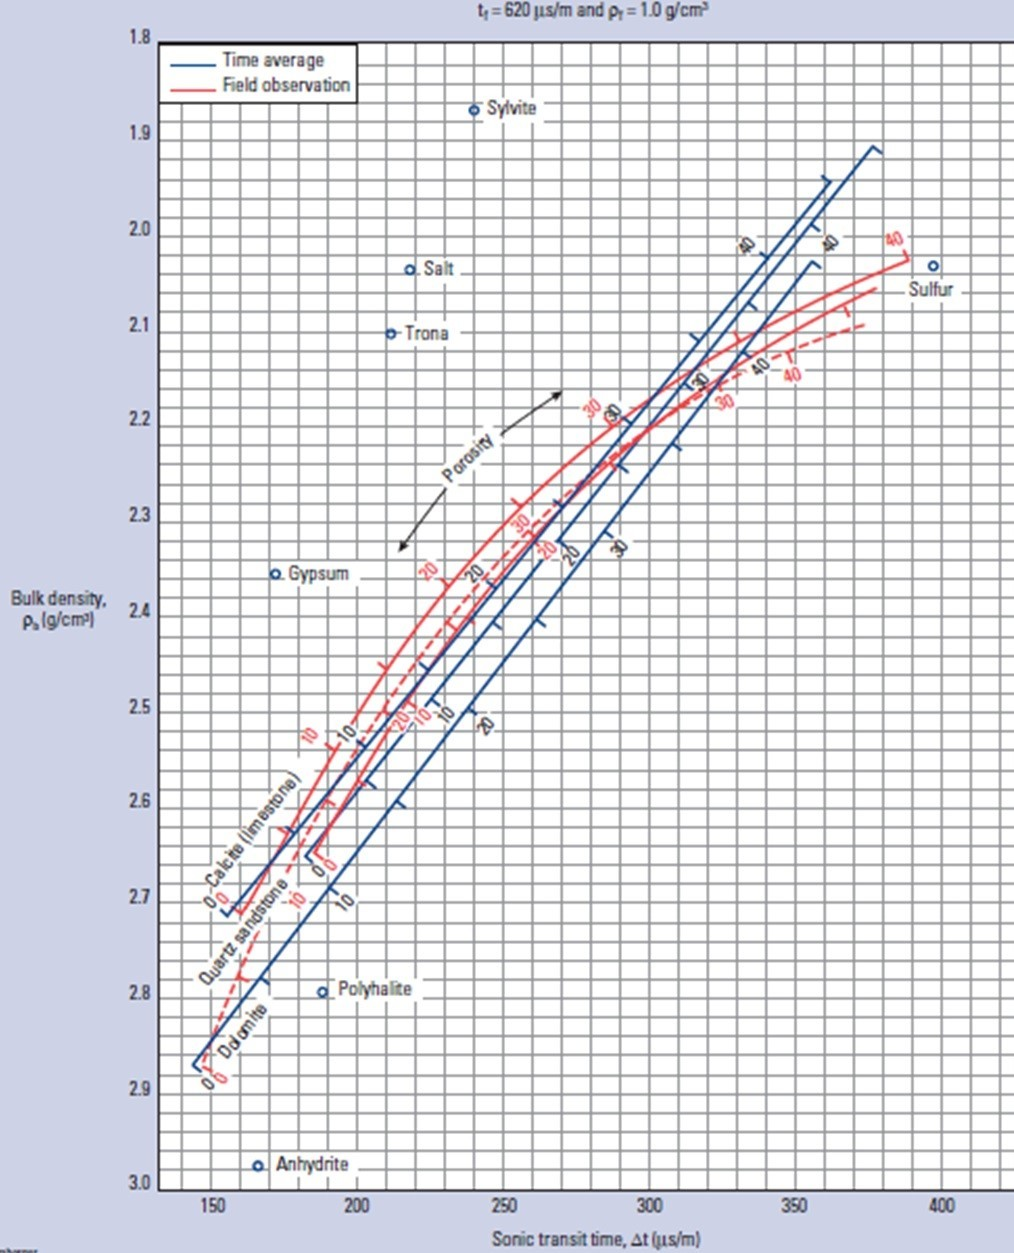 tf = 620 μs/m and ρf = 1.0 g/cm³
Time average
Field observation
1.8
1.9
2.0
2.1
2.2
2.3
2.4
2.5
2.6
2.7
2.8
2.9
3.0
Bulk density,
ρb (g/cm³)
Sylvite
Salt
Trona
Gypsum
Sulfur
Polyhalite
Anhydrite
Porosity
Calcite (limestone)
Quartz sandstone
Dolomite
40
40
40
40
40
30
30
30
30
30
30
20
20
20
20
20
20
10
10
10
10
10
10
0
0
0
0
0
0
150
200
250
300
350
400
Sonic transit time, Δt (μs/m)